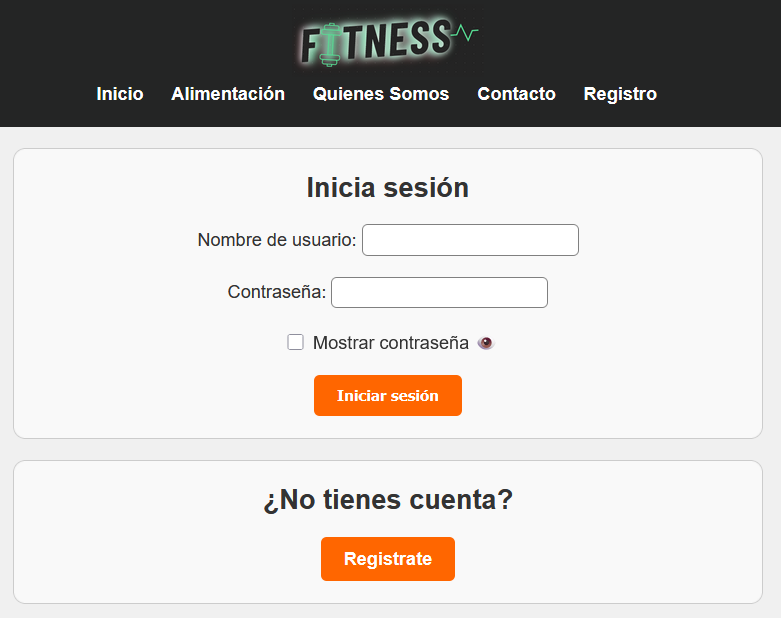 FITNESS
Inicio Alimentación Quienes Somos Contacto Registro
Inicia sesión
Nombre de usuario:
Contraseña:
Mostrar contraseña
Iniciar sesión
¿No tienes cuenta?
Registrate